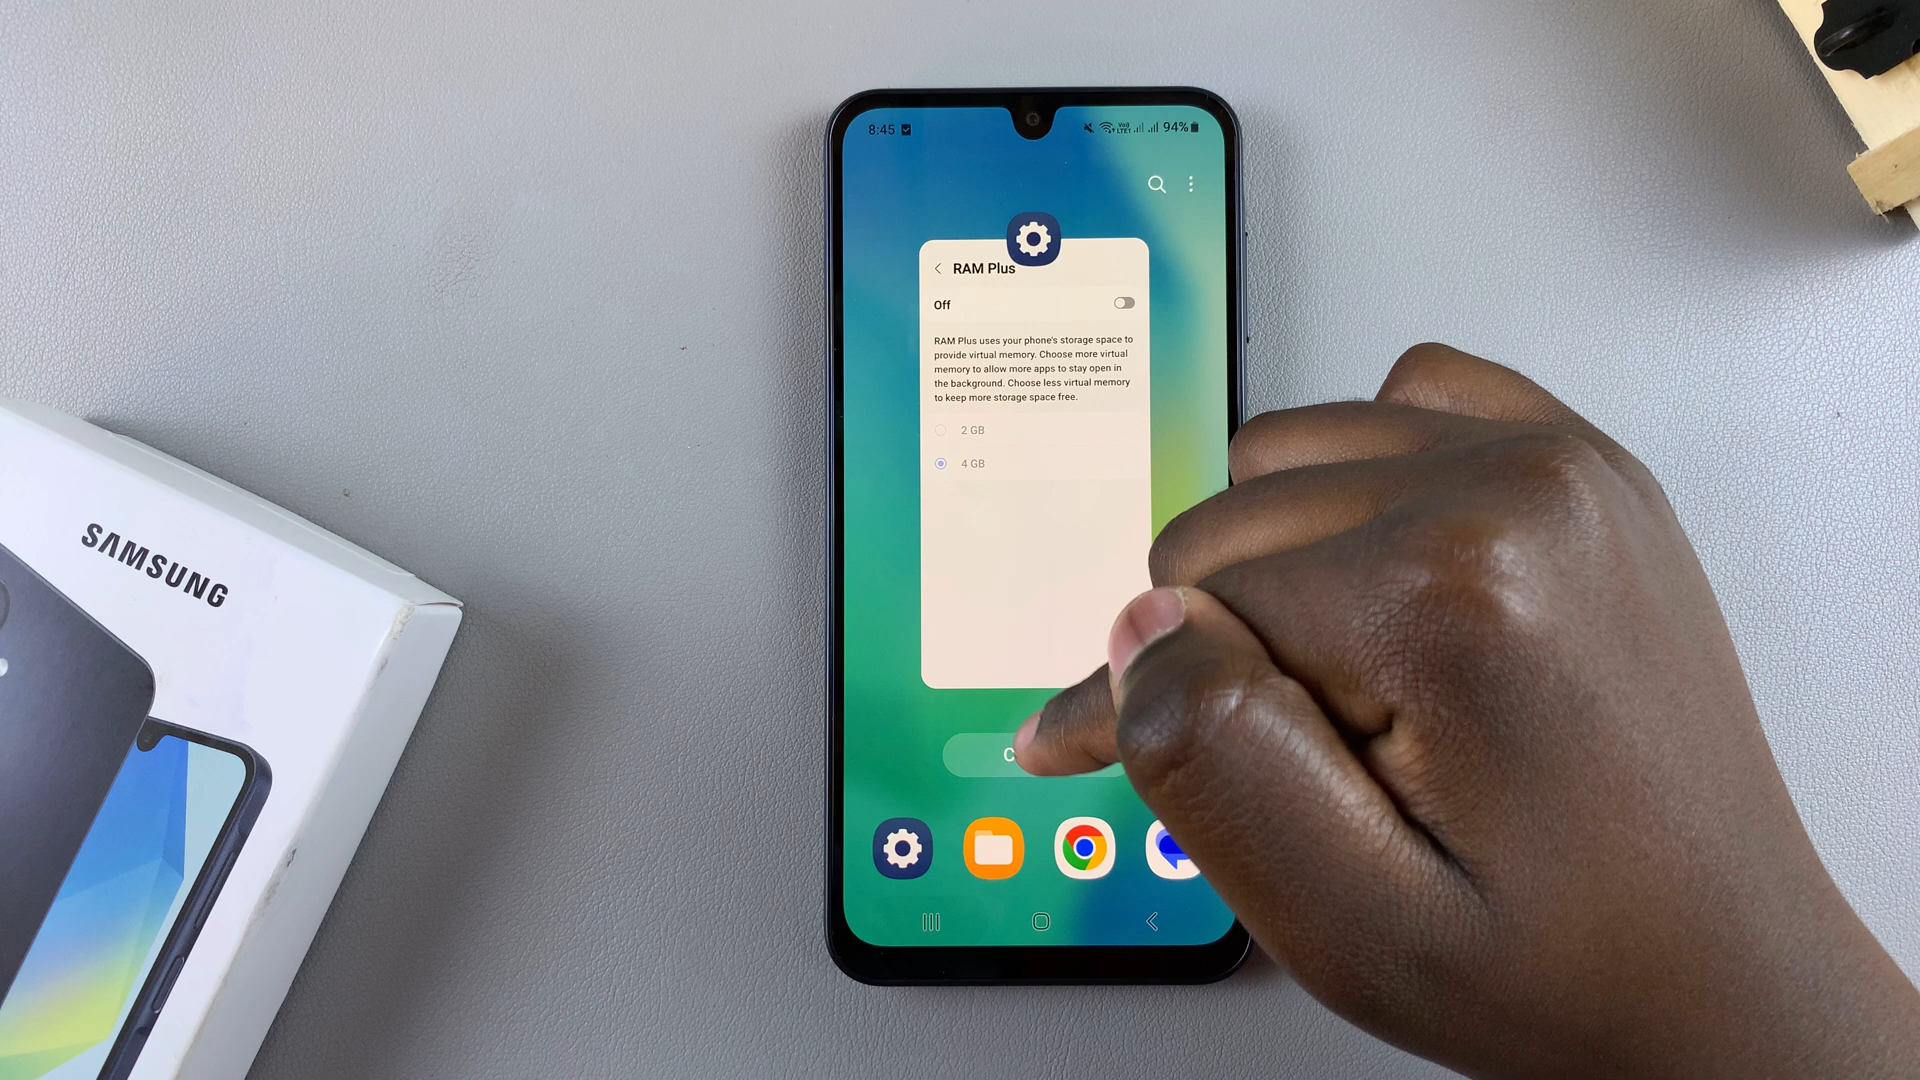 8:45
94%
RAM Plus
Off
RAM Plus uses your phone's storage space to
provide virtual memory. Choose more virtual
memory to allow more apps to stay open in
the background. Choose less virtual memory
to keep more storage space free.
2 GB
4 GB
SAMSUNG